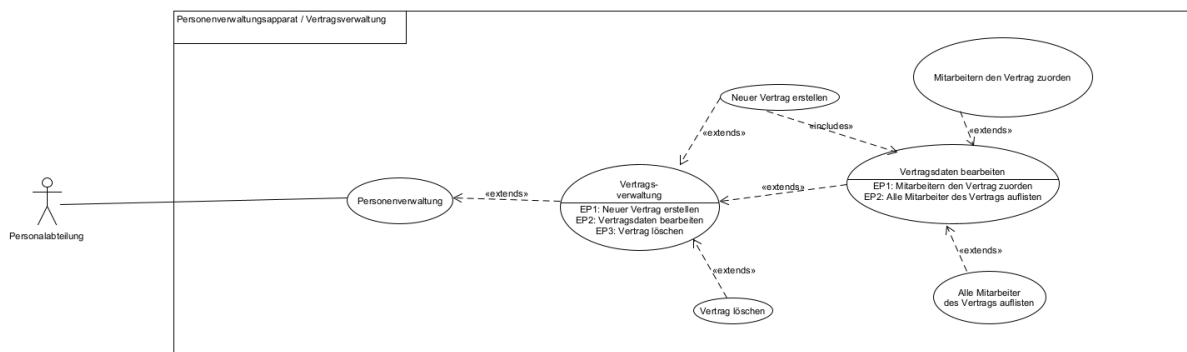 Personenverwaltungsapparat / Vertragsverwaltung
Mitarbeitern den Vertrag zuorden
Neuer Vertrag erstellen
«extends»
«includes»
«extends»
Vertragsdaten bearbeiten
EP1: Mitarbeitern den Vertrag zuorden
EP2: Alle Mitarbeiter des Vertrags auflisten
Vertrags-
verwaltung
EP1: Neuer Vertrag erstellen
EP2: Vertragsdaten bearbeiten
EP3: Vertrag löschen
«extends»
«extends»
Personenverwaltung
Personalabteilung
«extends»
«extends»
Alle Mitarbeiter
des Vertrags auflisten
Vertrag löschen